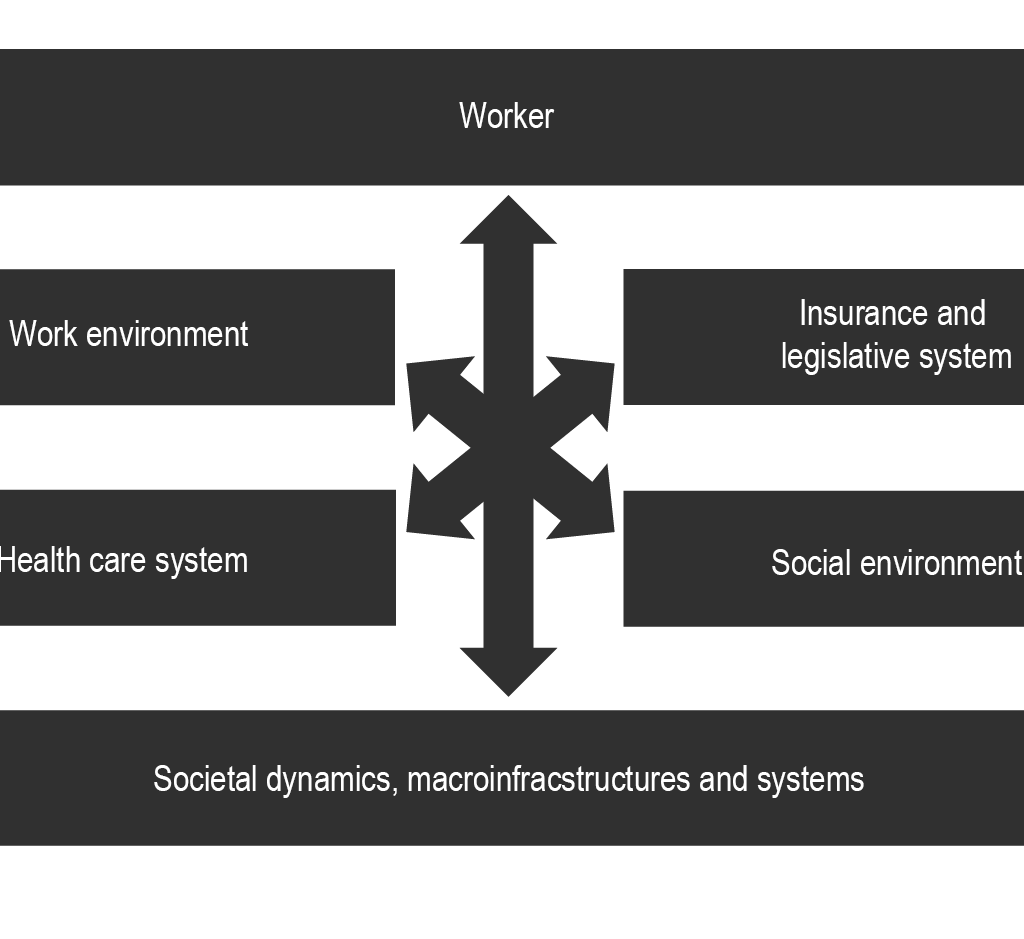 Worker
Work environment
Insurance and
legislative system
Health care system
Social environment
Societal dynamics, macroinfracstructures and systems